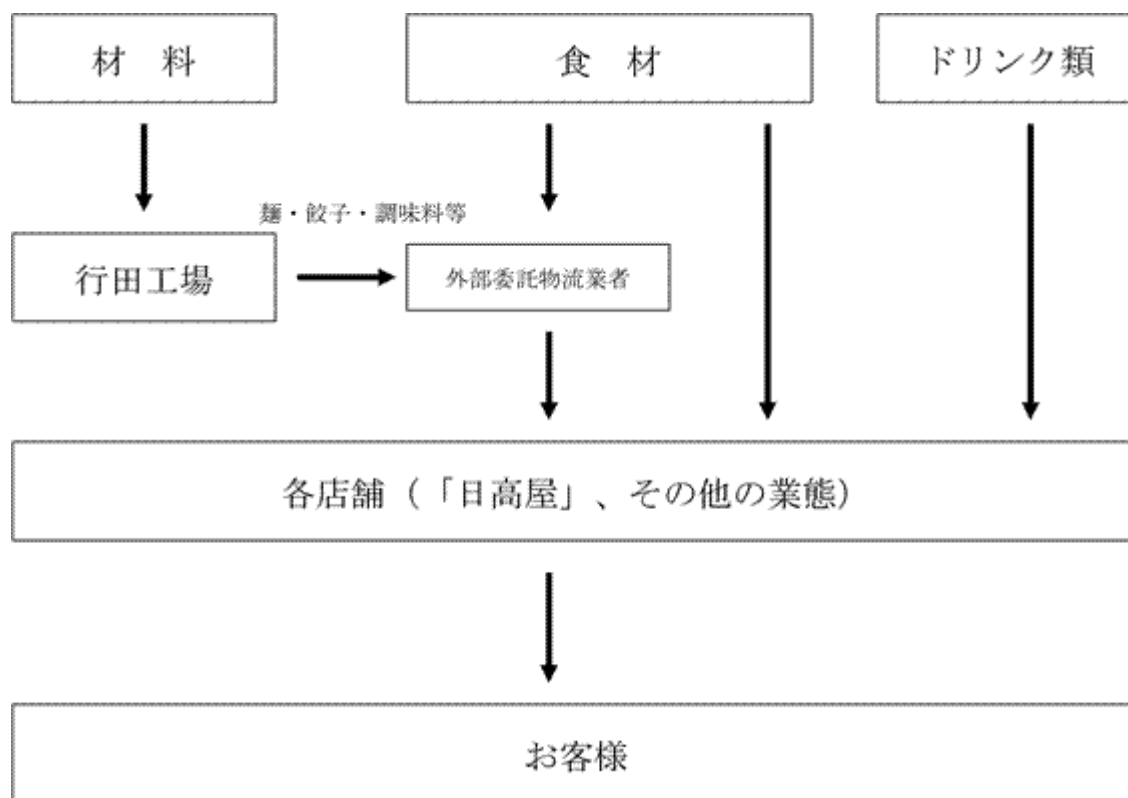 材　料
食　材
ドリンク類
麺・餃子・調味料等
行田工場
外部委託物流業者
各店舗（「日高屋」、その他の業態）
お客様